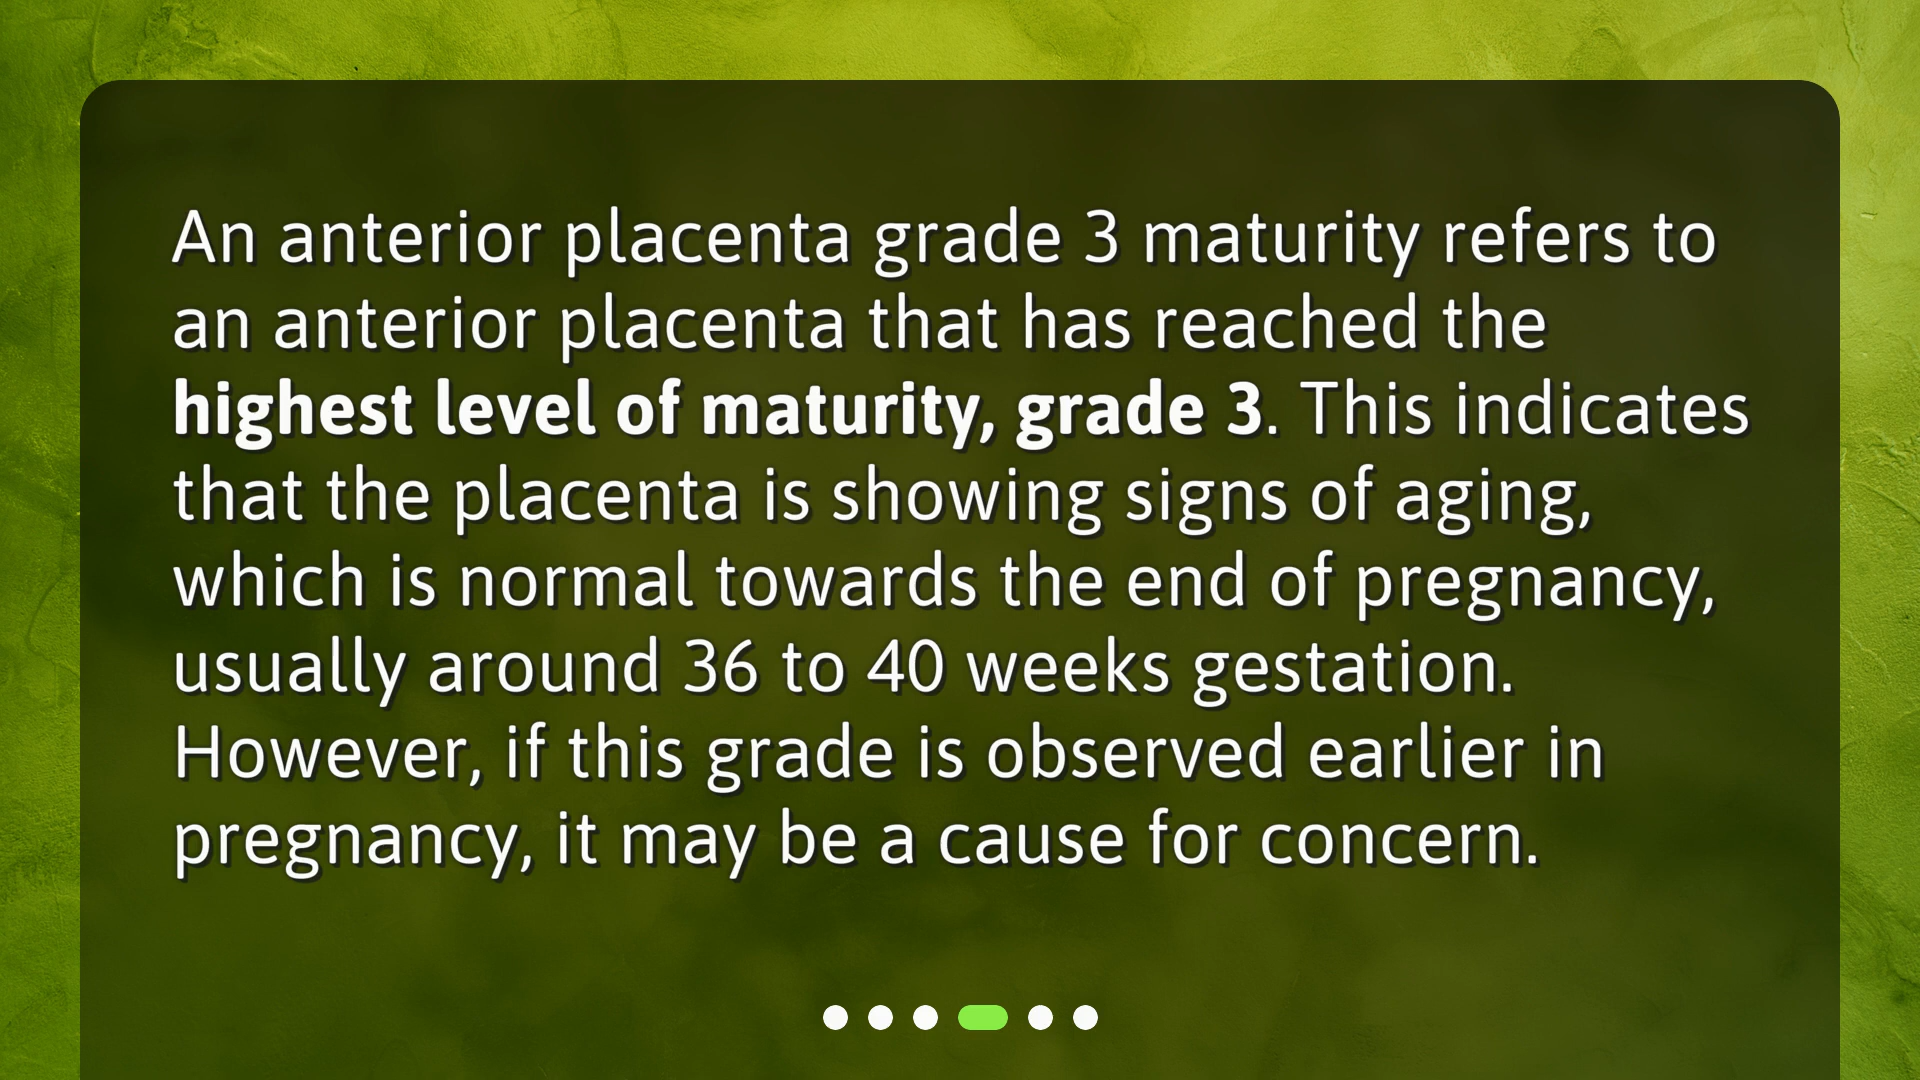 An anterior placenta grade 3 maturity refers to
an anterior placenta that has reached the
highest level of maturity, grade 3. This indicates
that the placenta is showing signs of aging,
which is normal towards the end of pregnancy,
usually around 36 to 40 weeks gestation.
However, if this grade is observed earlier in
pregnancy, it may be a cause for concern.